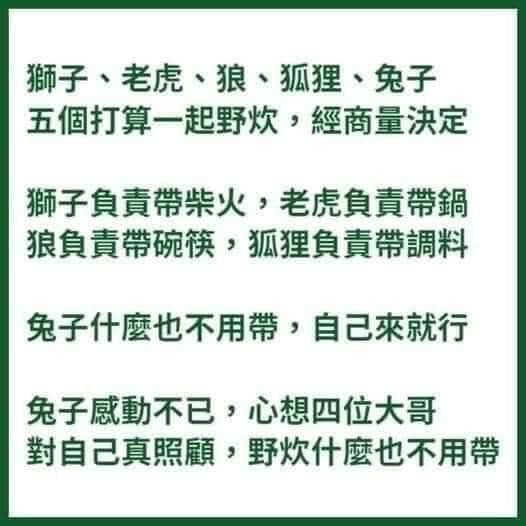 獅子、老虎、狼、狐狸、兔子
五個打算一起野炊，經商量決定
獅子負責帶柴火，老虎負責帶鍋
狼負責帶碗筷，狐狸負責帶調料
兔子什麼也不用帶，自己來就行
兔子感動不已，心想四位大哥
對自己真照顧，野炊什麼也不用帶